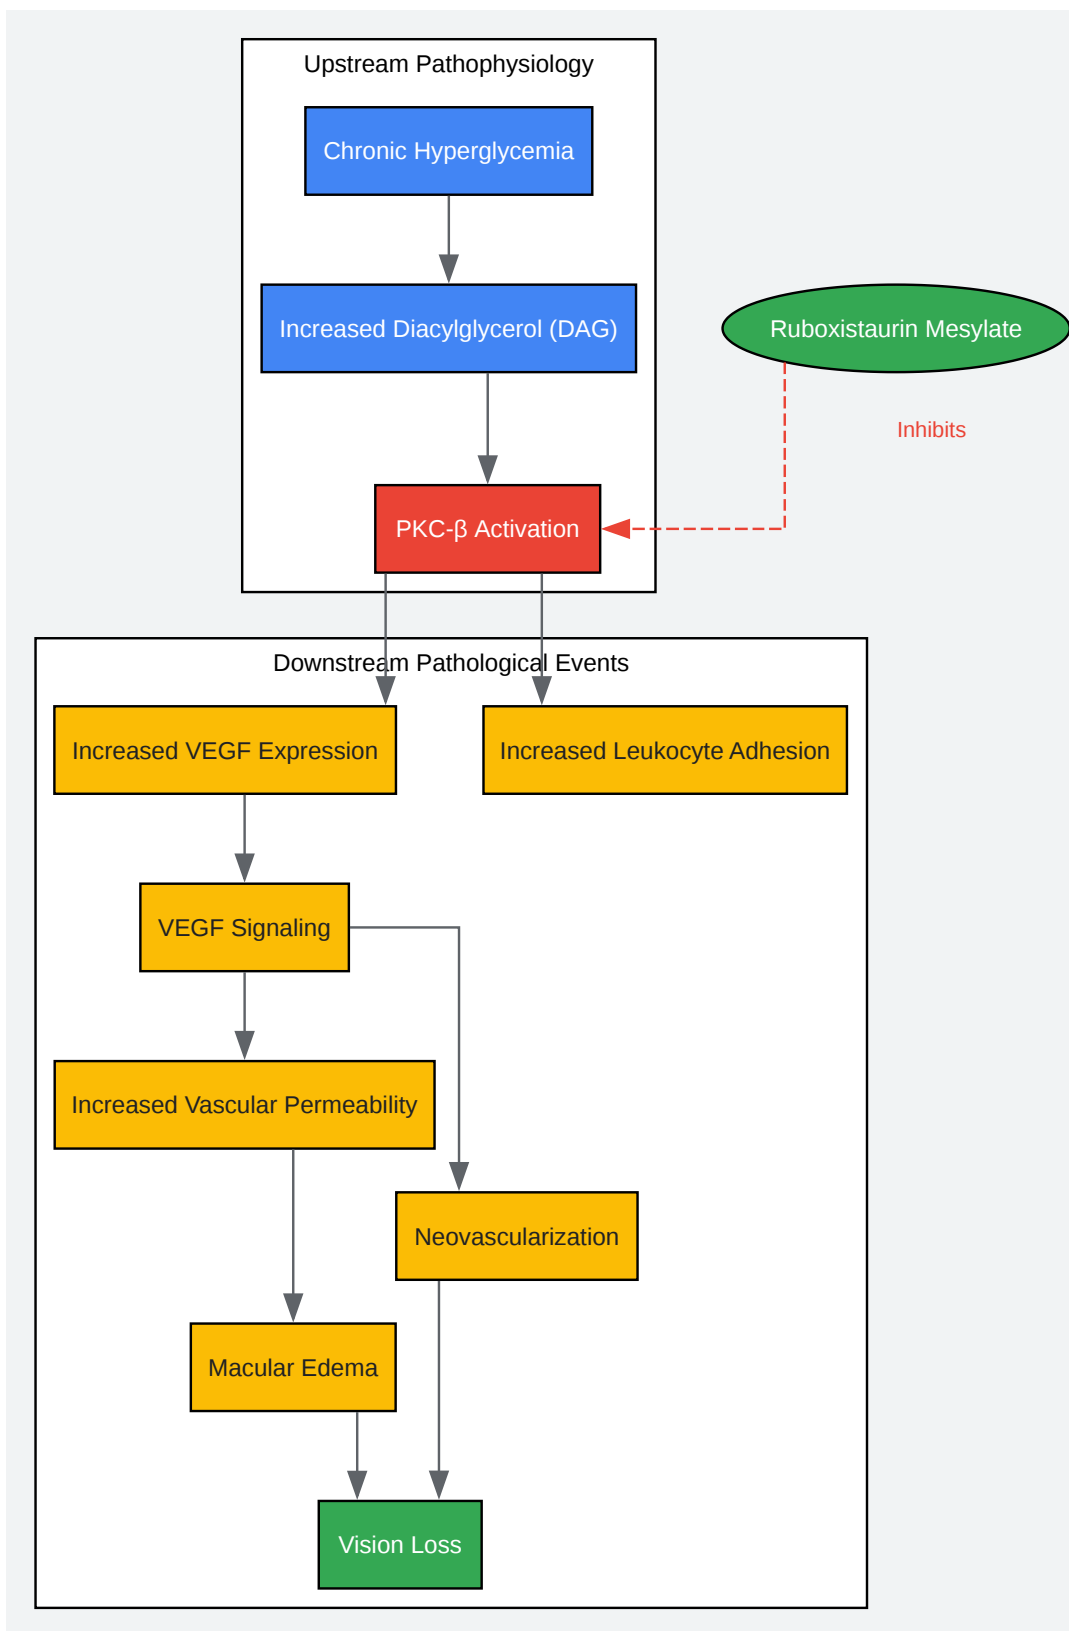 Upstream Pathophysiology
Chronic Hyperglycemia
Increased Diacylglycerol (DAG)
Ruboxistaurin Mesylate
Inhibits
PKC-β Activation
Downstream Pathological Events
Increased VEGF Expression
Increased Leukocyte Adhesion
VEGF Signaling
Increased Vascular Permeability
Neovascularization
Macular Edema
Vision Loss